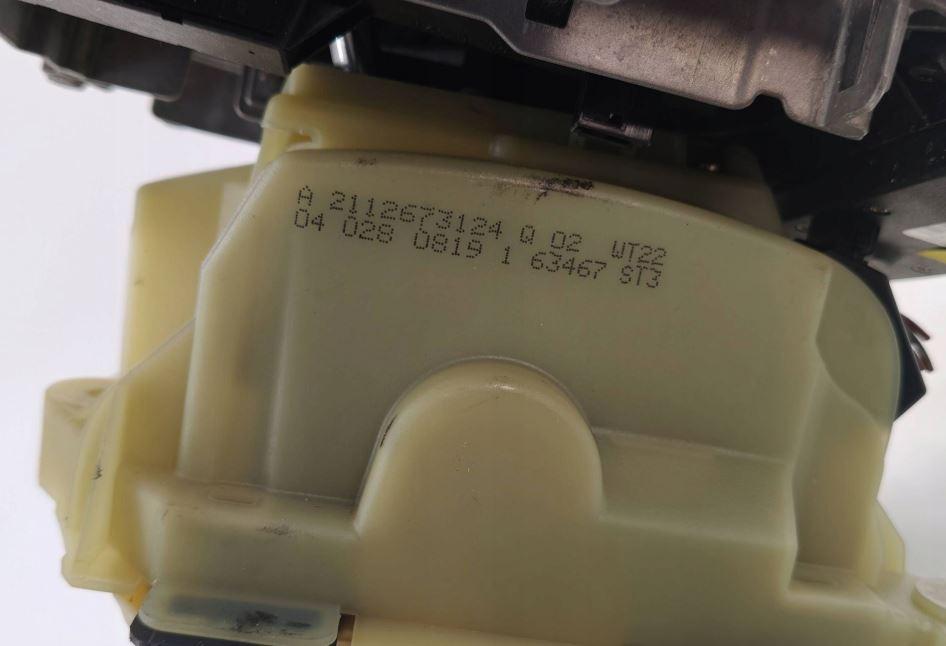 A 2112673124 Q 02 WT22
04 028 0819 1 63467 ST3